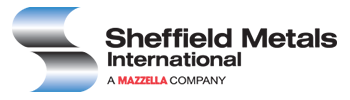 Sheffield Metals
International
A MAZZELLA COMPANY